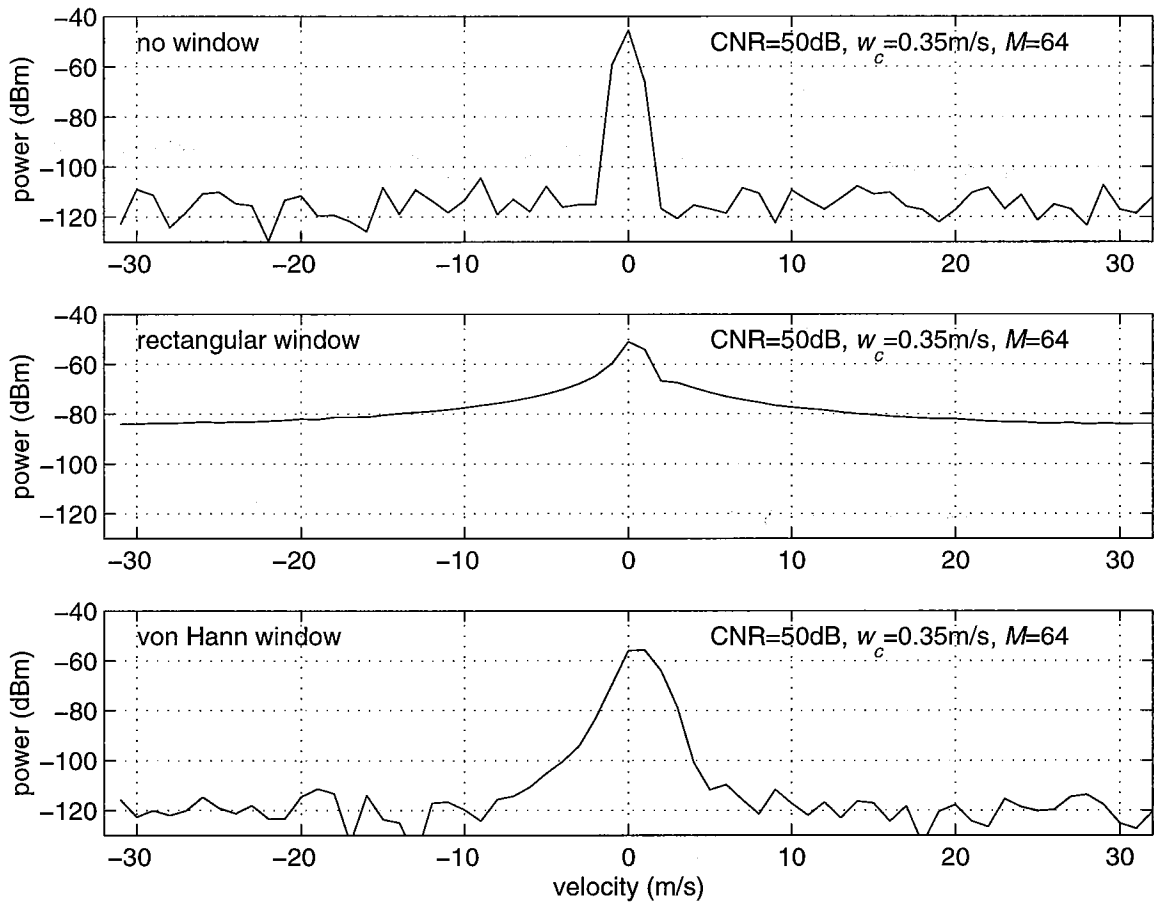 −40
no window
CNR=50dB, w_c=0.35m/s, M=64
−60
−80
−100
−120
power (dBm)
−30 −20 −10 0 10 20 30
−40
rectangular window
CNR=50dB, w_c=0.35m/s, M=64
−60
−80
−100
−120
power (dBm)
−30 −20 −10 0 10 20 30
−40
von Hann window
CNR=50dB, w_c=0.35m/s, M=64
−60
−80
−100
−120
power (dBm)
−30 −20 −10 0 10 20 30
velocity (m/s)